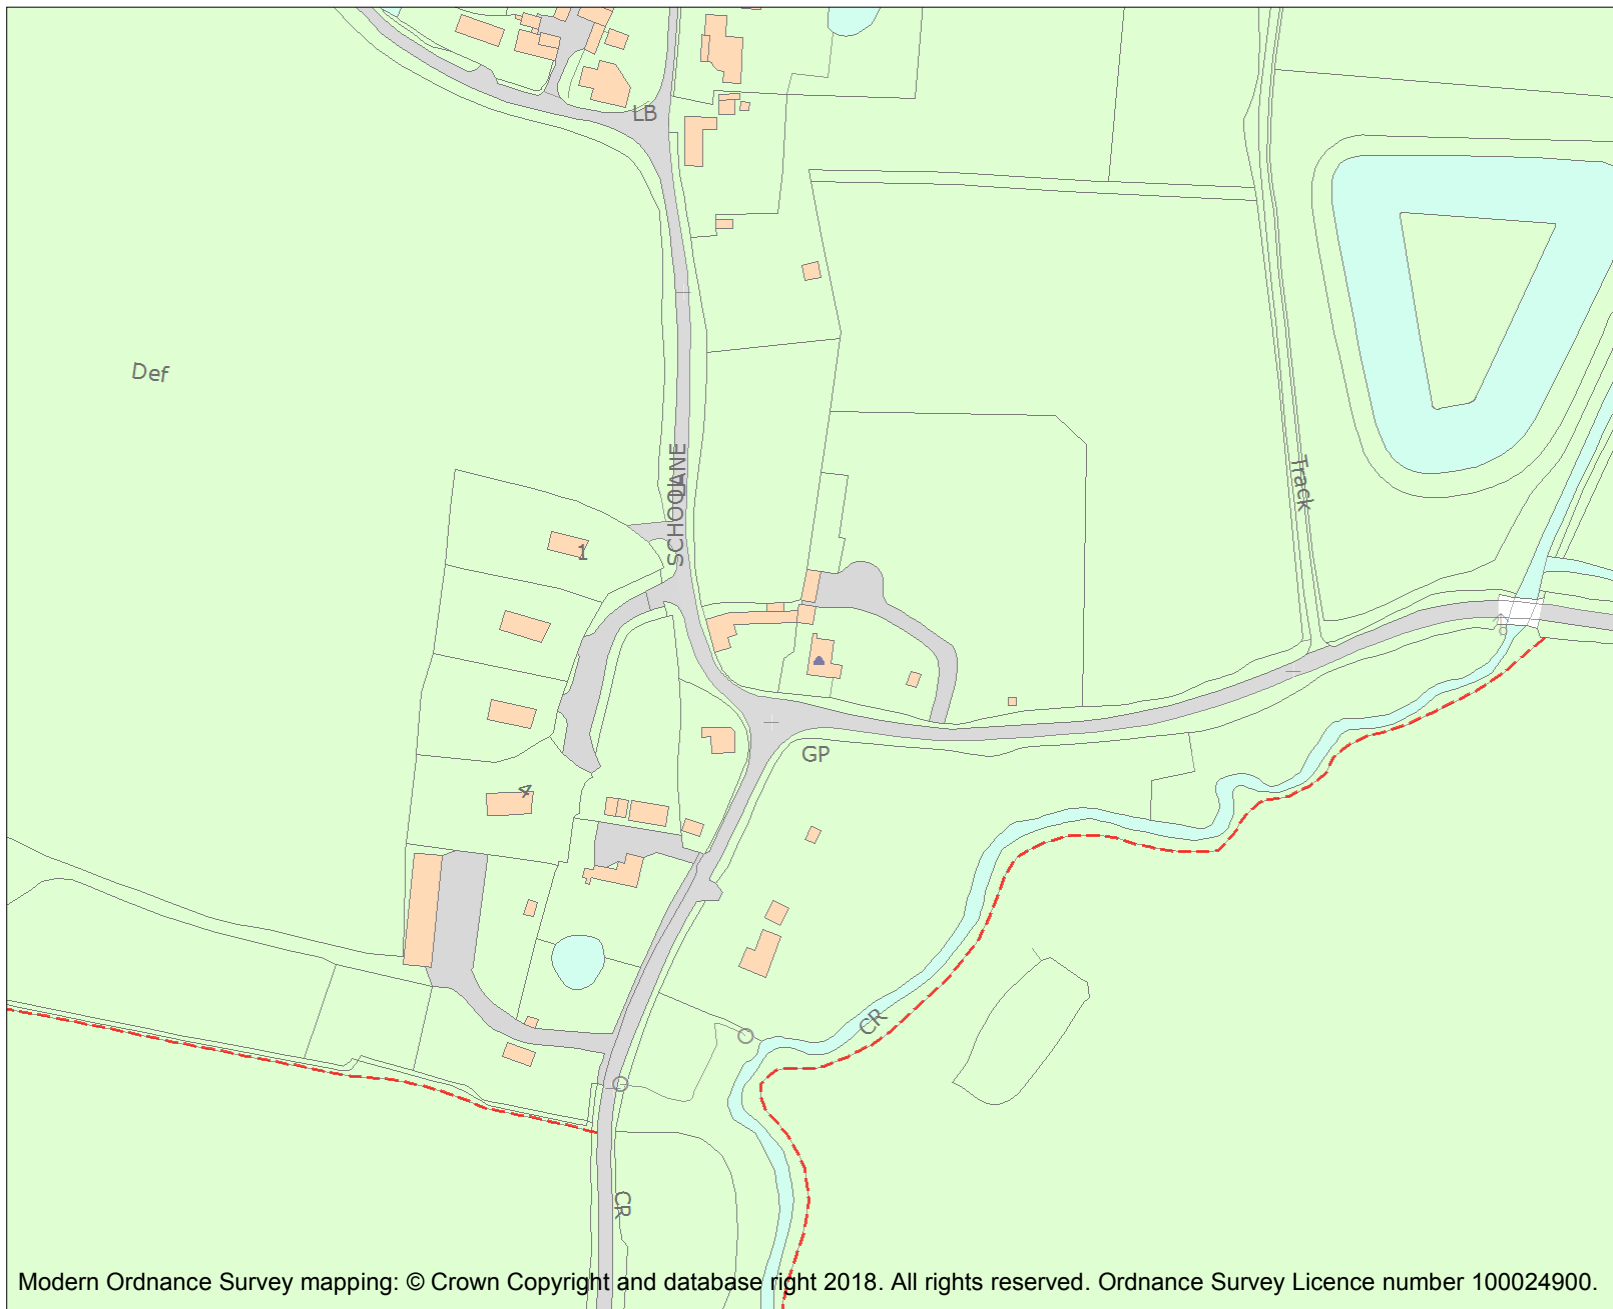 LB
Def
SCHOOL LANE
Track
1
GP
4
CR
CR
Modern Ordnance Survey mapping: © Crown Copyright and database right 2018. All rights reserved. Ordnance Survey Licence number 100024900.